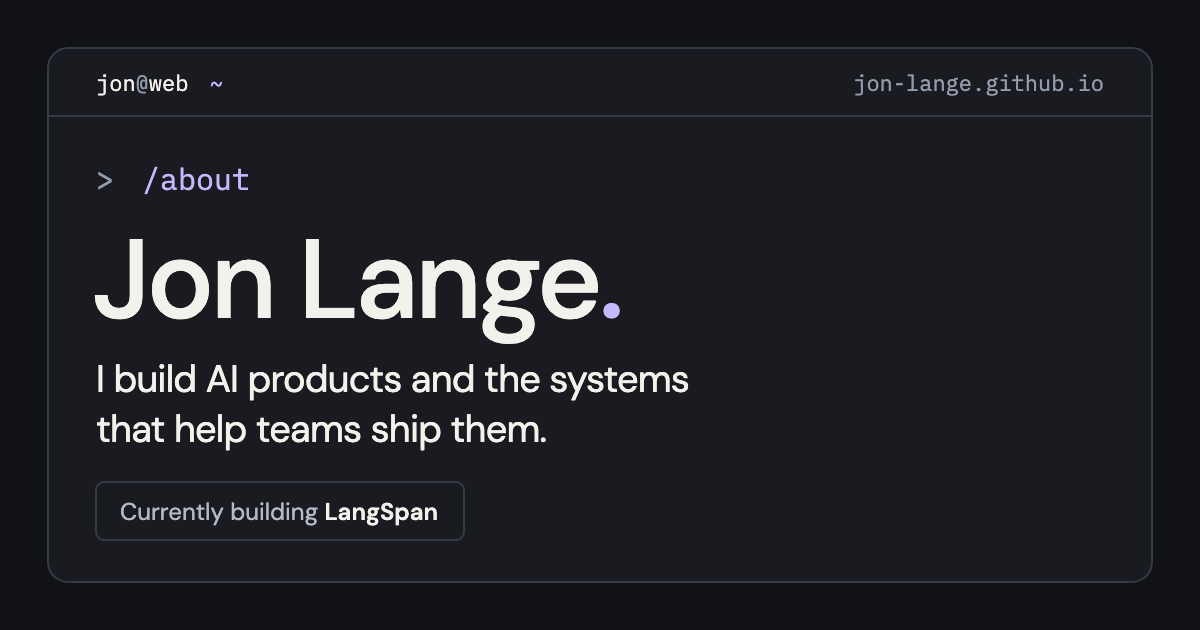 jon@web ~
jon-lange.github.io
> /about
Jon Lange.
I build AI products and the systems
that help teams ship them.
Currently building LangSpan